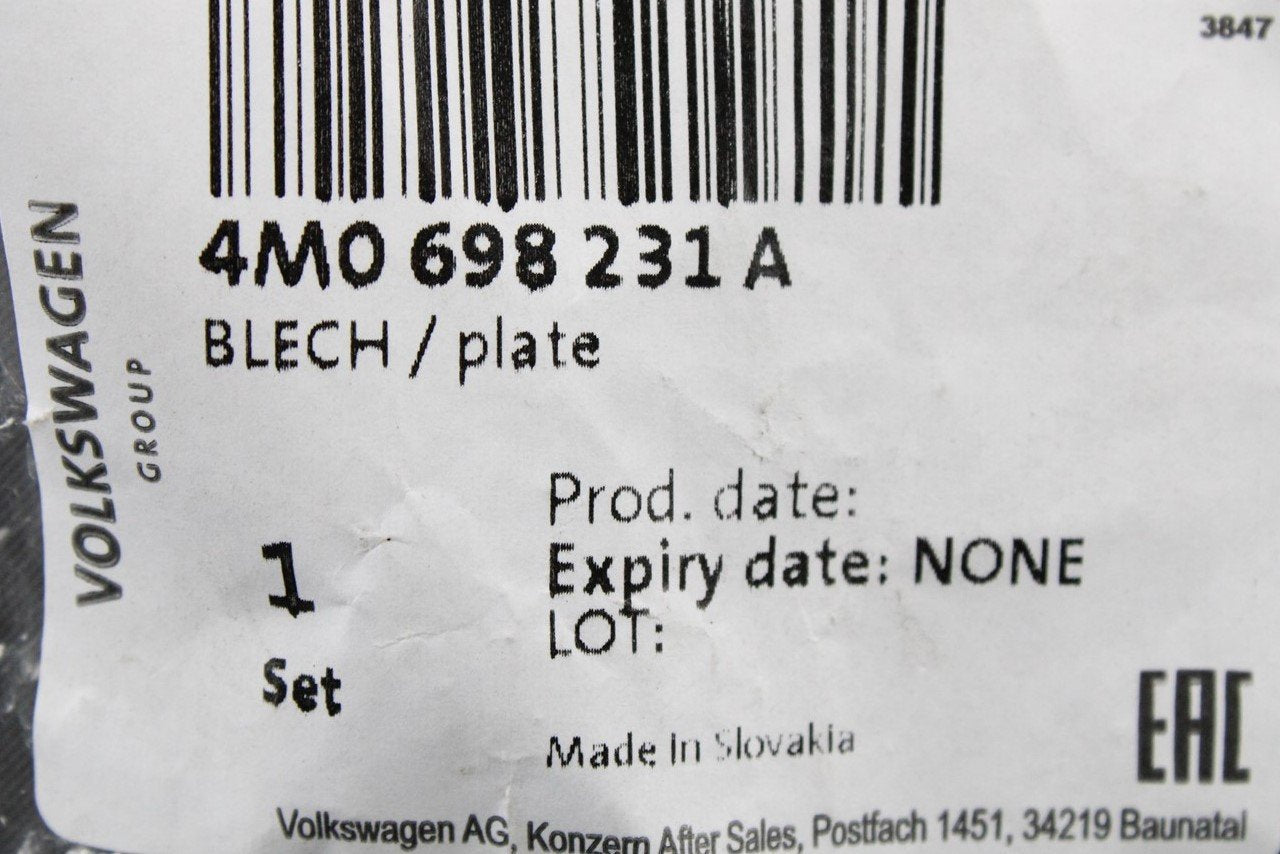 3847
4M0 698 231 A
BLECH / plate
VOLKSWAGEN
GROUP
Prod. date:
1
Expiry date: NONE
LOT:
Set
EAC
Made in Slovakia
Volkswagen AG, Konzern After Sales, Postfach 1451, 34219 Baunatal